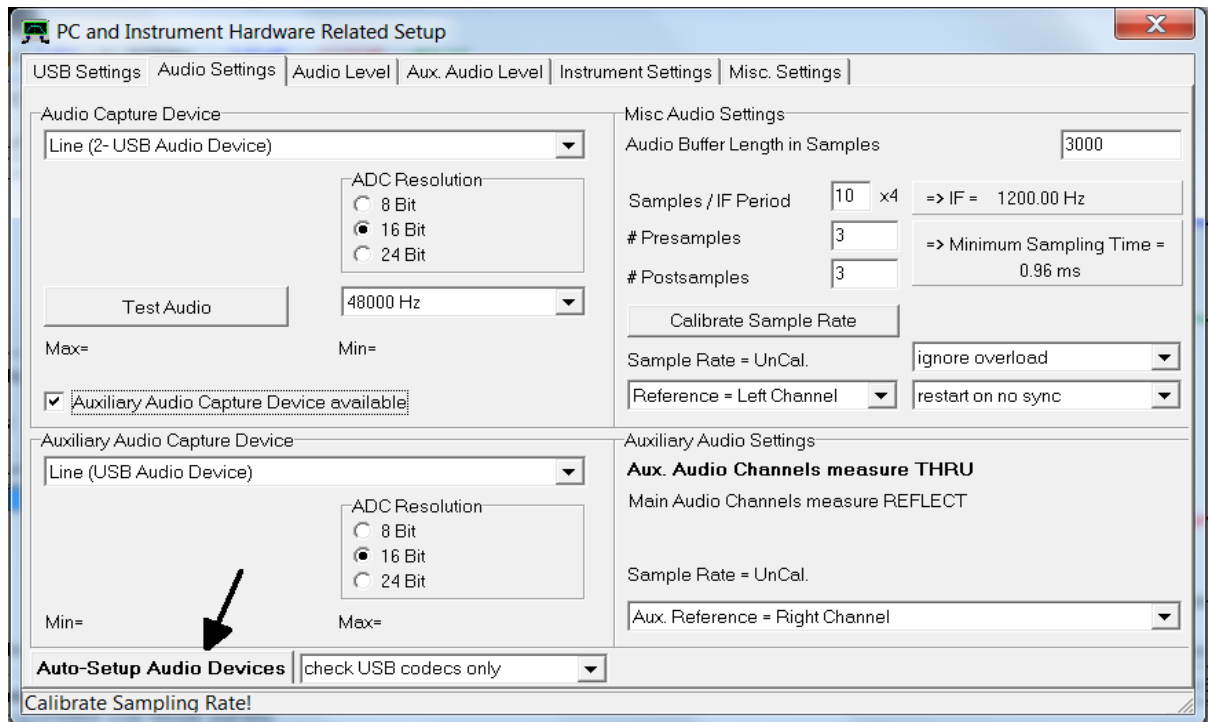 PC and Instrument Hardware Related Setup
X
USB Settings Audio Settings Audio Level Aux. Audio Level Instrument Settings Misc. Settings
Audio Capture Device
Line (2- USB Audio Device)
ADC Resolution
8 Bit
16 Bit
24 Bit
Test Audio
48000 Hz
Max=
Min=
Auxiliary Audio Capture Device available
Misc Audio Settings
Audio Buffer Length in Samples
3000
Samples / IF Period
10
x4
=> IF = 1200.00 Hz
# Presamples
3
=> Minimum Sampling Time =
0.96 ms
# Postsamples
3
Calibrate Sample Rate
Sample Rate = UnCal.
ignore overload
Reference = Left Channel
restart on no sync
Auxiliary Audio Capture Device
Line (USB Audio Device)
ADC Resolution
8 Bit
16 Bit
24 Bit
Min=
Max=
Auxiliary Audio Settings
Aux. Audio Channels measure THRU
Main Audio Channels measure REFLECT
Sample Rate = UnCal.
Aux. Reference = Right Channel
Auto-Setup Audio Devices
check USB codecs only
Calibrate Sampling Rate!